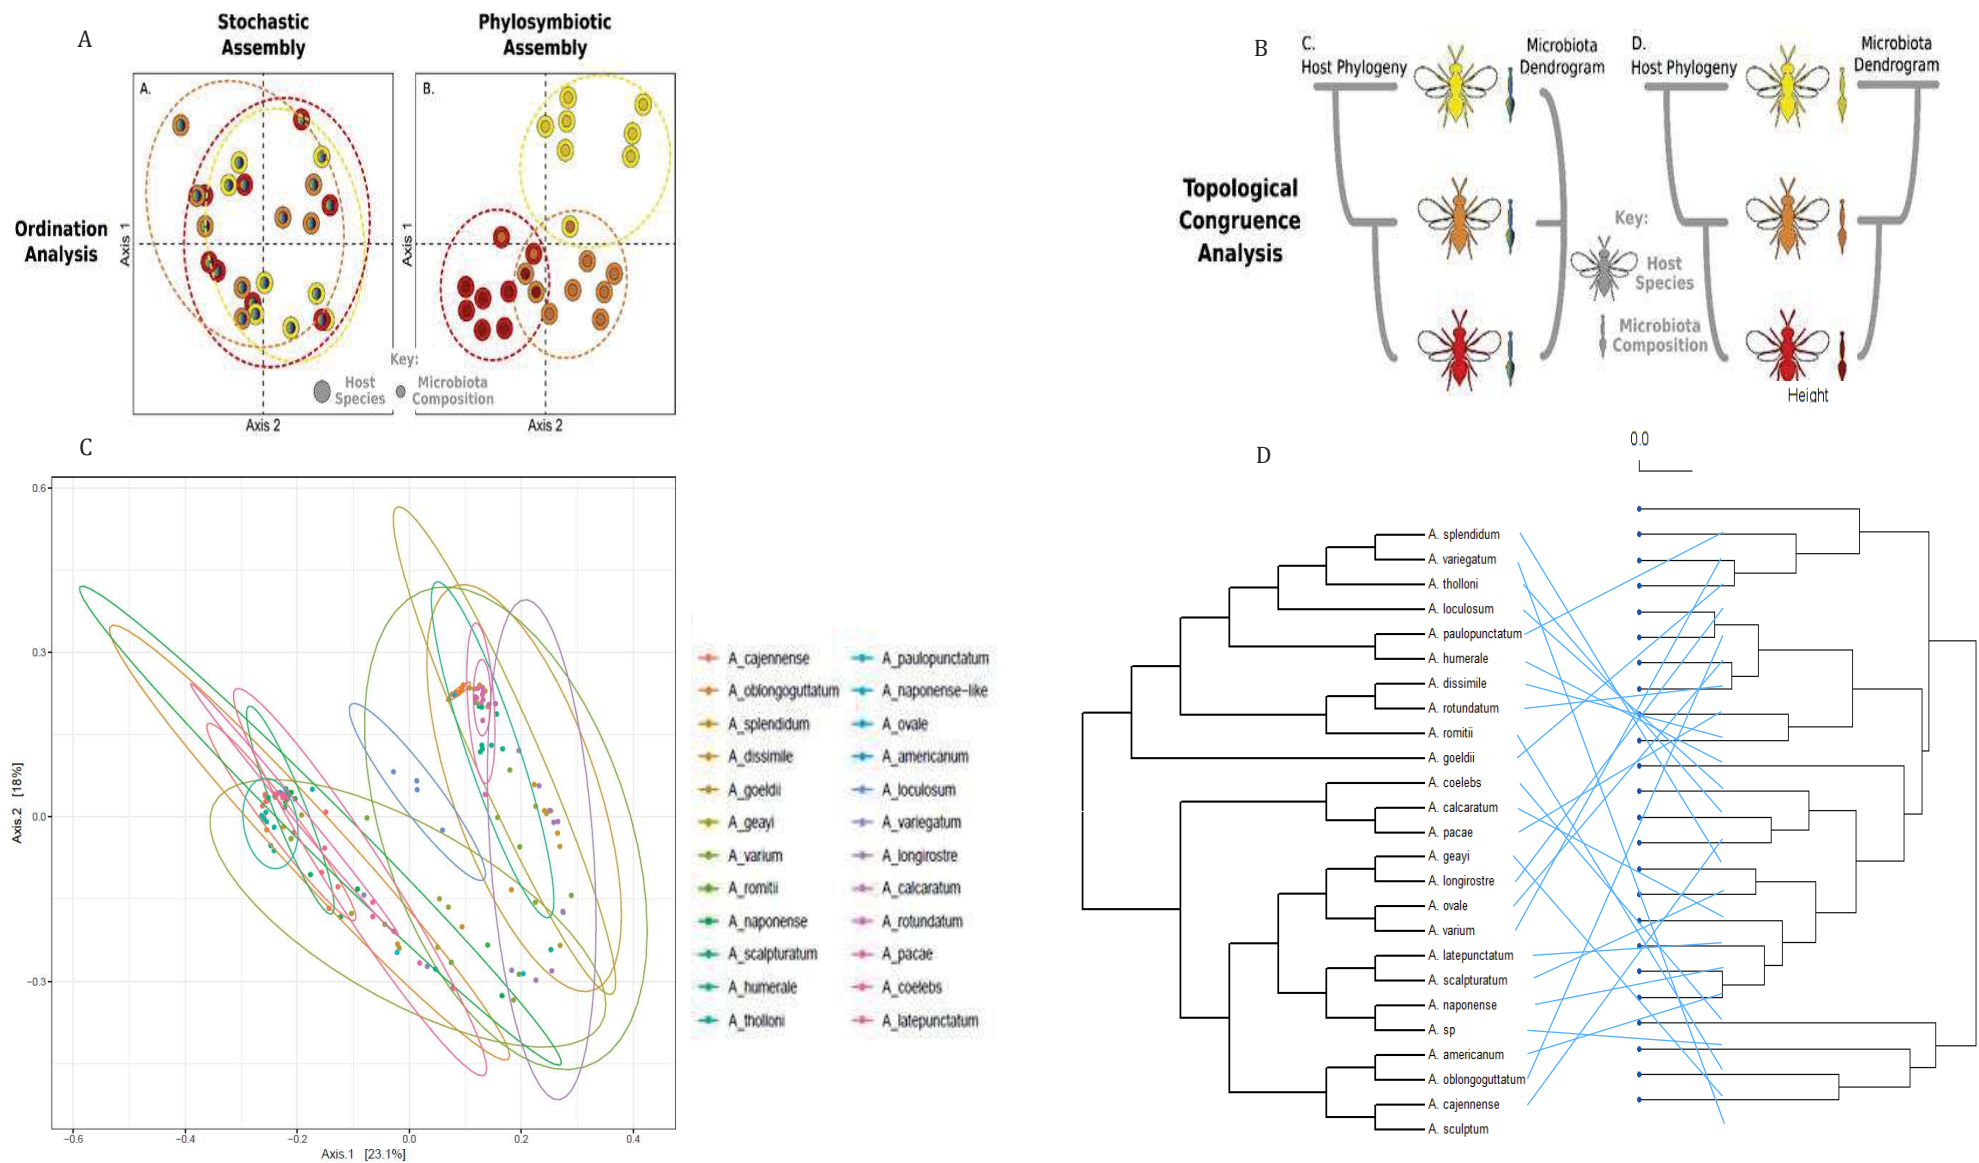 A
Stochastic
Assembly
Phylosymbiotic
Assembly
Ordination
Analysis
A.
B.
Axis 1
Axis 1
Axis 2
Axis 2
Key:
Host
Species
Microbiota
Composition
B
C.
Host Phylogeny
Microbiota
Dendrogram
D.
Host Phylogeny
Microbiota
Dendrogram
Topological
Congruence
Analysis
Key:
Host
Species
Microbiota
Composition
Height
C
0.6
0.3
0.0
−0.3
Axis.2 [18%]
−0.6
−0.4
−0.2
0.0
0.2
0.4
Axis.1 [23.1%]
A_cajennense
A_oblongoguttatum
A_splendidum
A_dissimile
A_goeldii
A_geayi
A_varium
A_romitii
A_naponense
A_scalpturatum
A_humerale
A_tholloni
A_paulopunctatum
A_naponense−like
A_ovale
A_americanum
A_loculosum
A_variegatum
A_longirostre
A_calcaratum
A_rotundatum
A_pacae
A_coelebs
A_latepunctatum
D
0.0
A. splendidum
A. variegatum
A. tholloni
A. loculosum
A. paulopunctatum
A. humerale
A. dissimile
A. rotundatum
A. romitii
A. goeldii
A. coelebs
A. calcaratum
A. pacae
A. geayi
A. longirostre
A. ovale
A. varium
A. latepunctatum
A. scalpturatum
A. naponense
A. sp
A. americanum
A. oblongoguttatum
A. cajennense
A. sculptum